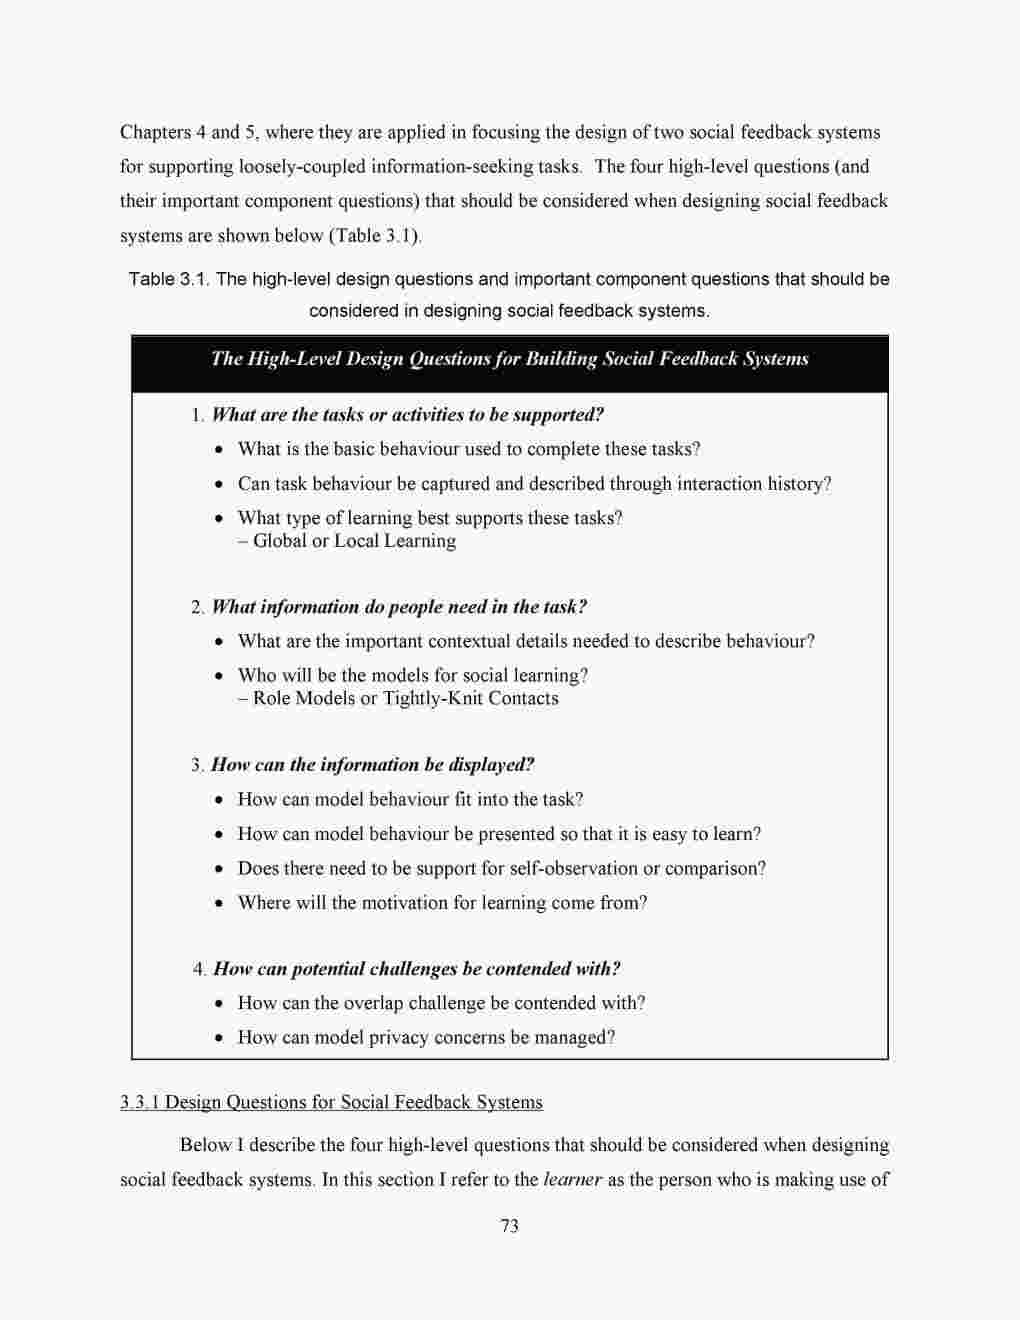 Chapters 4 and 5, where they are applied in focusing the design of two social feedback systems
for supporting loosely-coupled information-seeking tasks.  The four high-level questions (and
their important component questions) that should be considered when designing social feedback
systems are shown below (Table 3.1).
Table 3.1. The high-level design questions and important component questions that should be
considered in designing social feedback systems.
The High-Level Design Questions for Building Social Feedback Systems
1. What are the tasks or activities to be supported?
• What is the basic behaviour used to complete these tasks?
• Can task behaviour be captured and described through interaction history?
• What type of learning best supports these tasks?
– Global or Local Learning
2. What information do people need in the task?
• What are the important contextual details needed to describe behaviour?
• Who will be the models for social learning?
– Role Models or Tightly-Knit Contacts
3. How can the information be displayed?
• How can model behaviour fit into the task?
• How can model behaviour be presented so that it is easy to learn?
• Does there need to be support for self-observation or comparison?
• Where will the motivation for learning come from?
4. How can potential challenges be contended with?
• How can the overlap challenge be contended with?
• How can model privacy concerns be managed?
3.3.1 Design Questions for Social Feedback Systems
Below I describe the four high-level questions that should be considered when designing
social feedback systems. In this section I refer to the learner as the person who is making use of
73